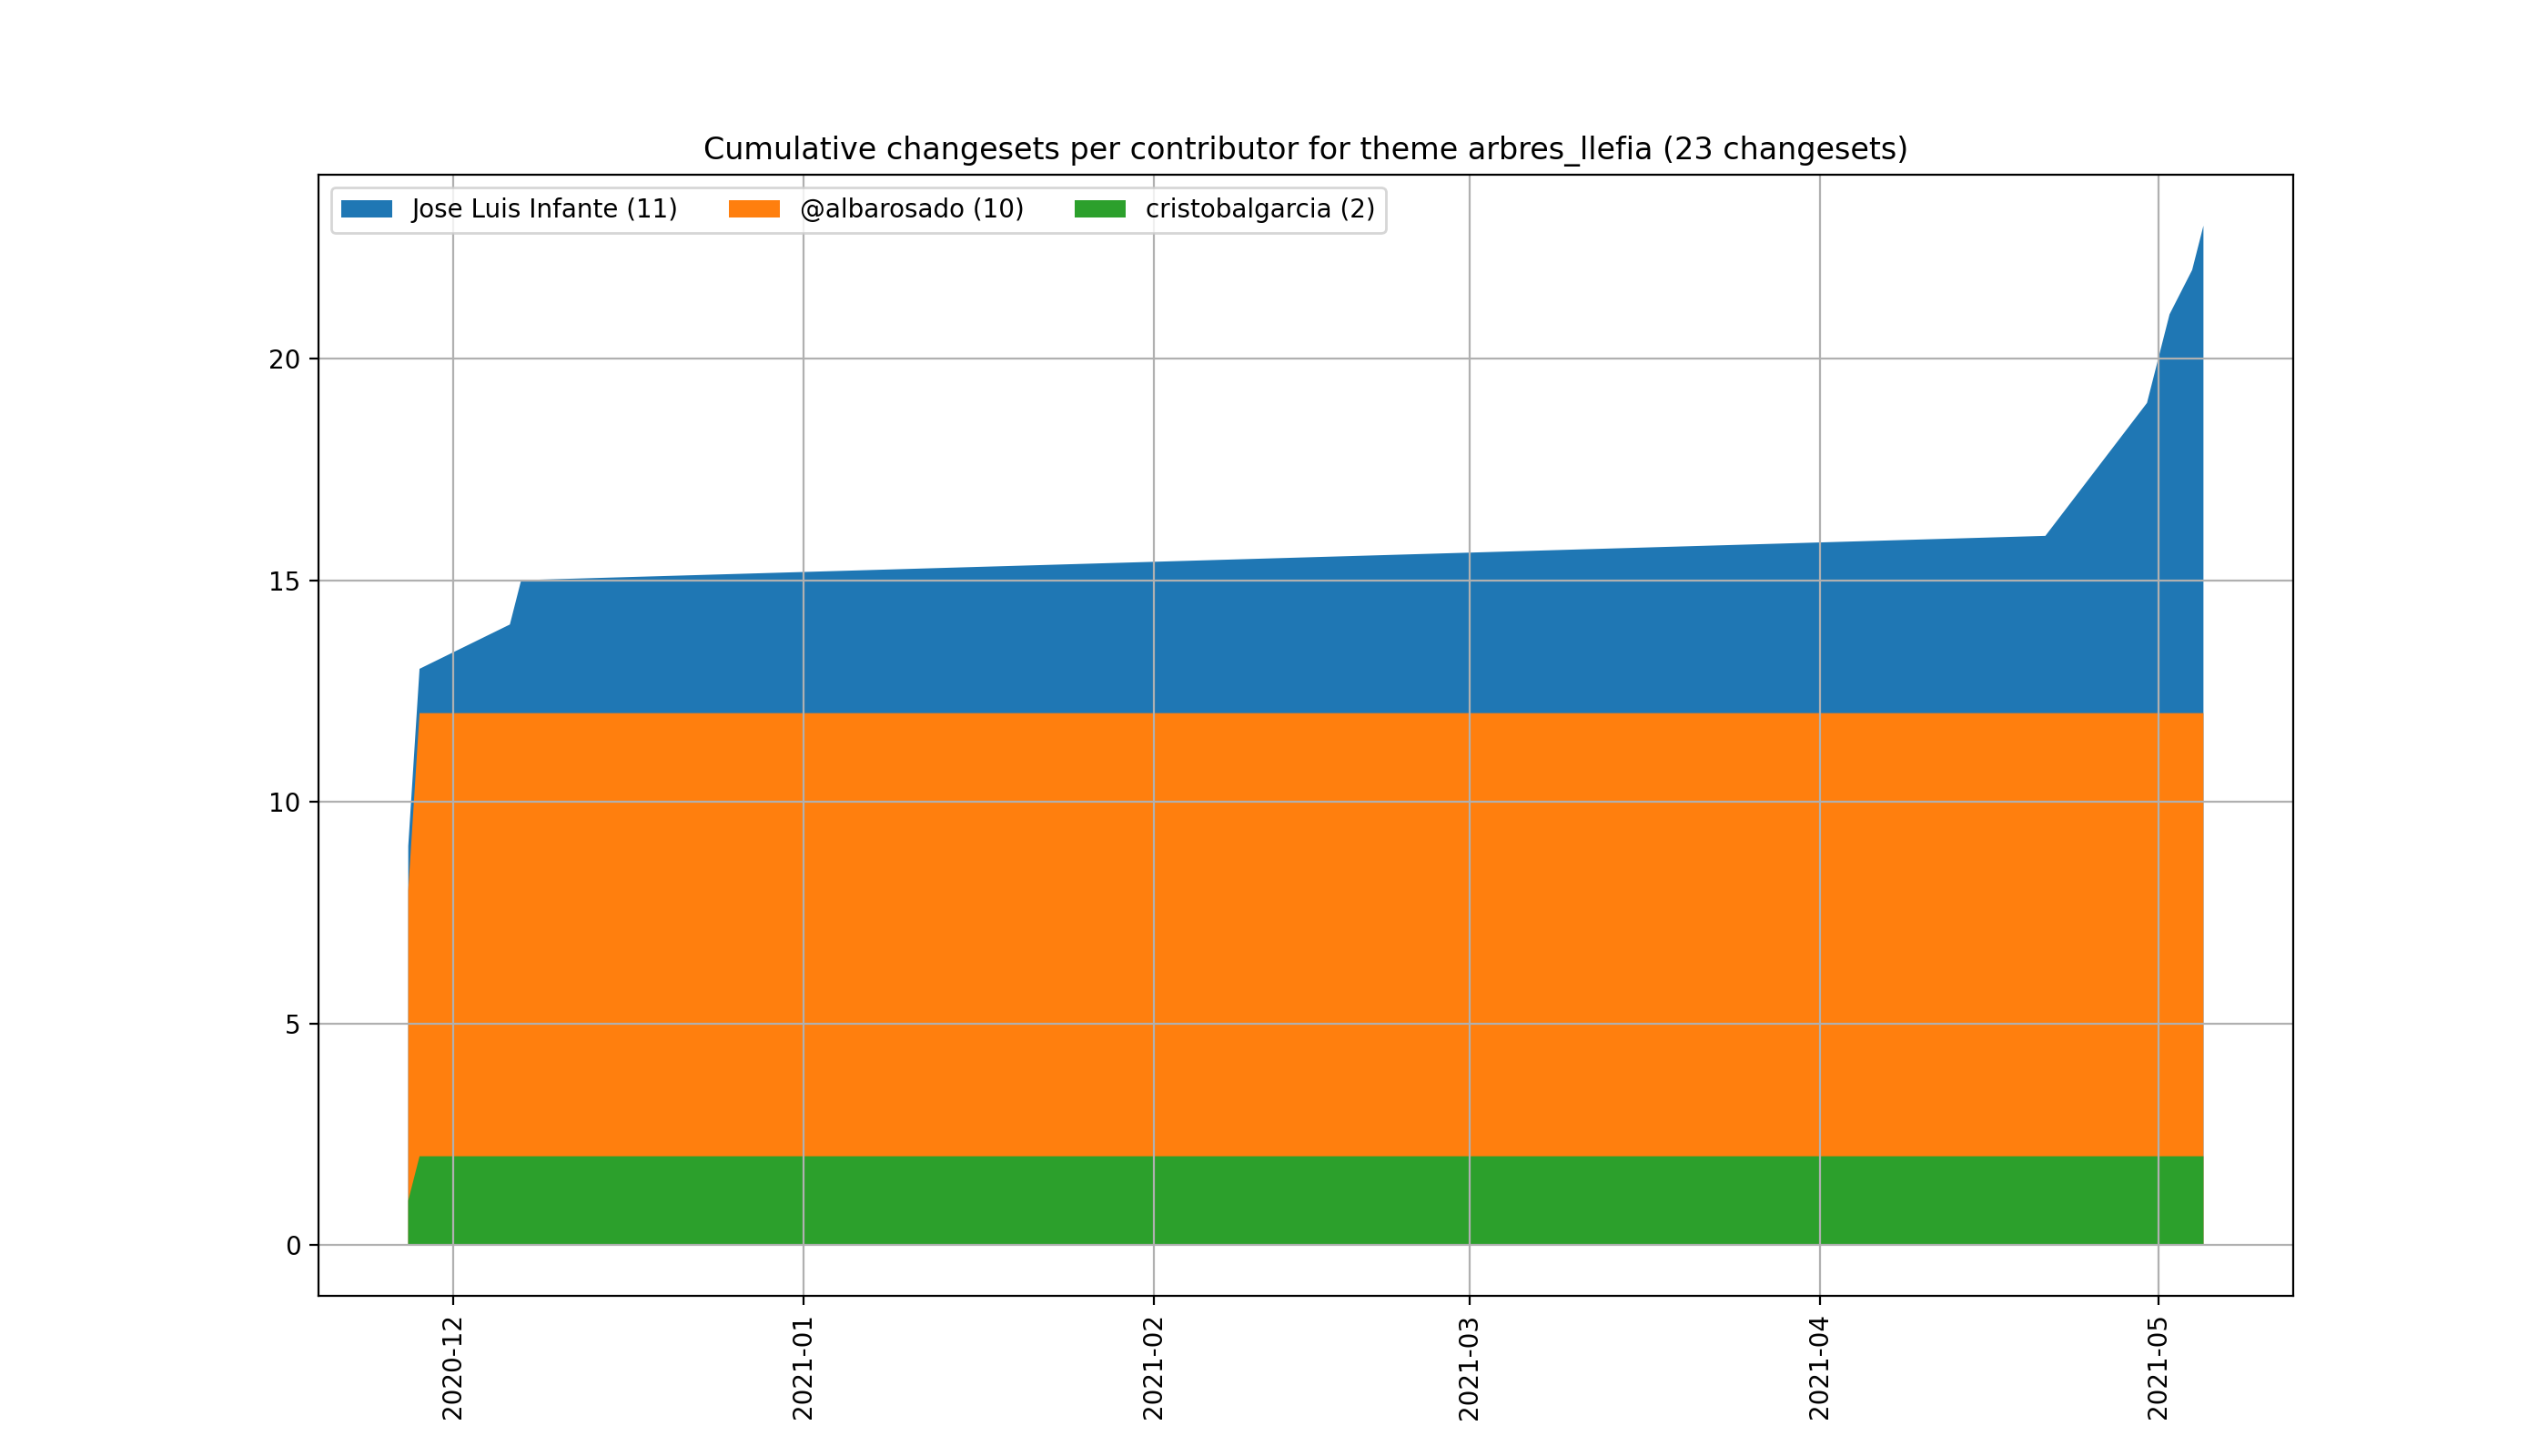 Cumulative changesets per contributor for theme arbres_llefia (23 changesets)
Jose Luis Infante (11) @albarosado (10) cristobalgarcia (2)
20
15
10
5
0
2020-12 2021-01 2021-02 2021-03 2021-04 2021-05